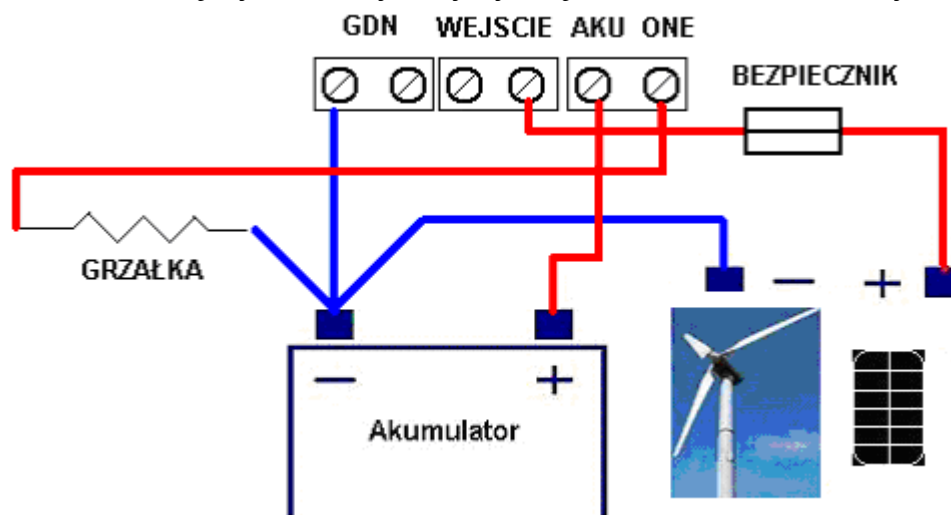 GDN WEJSCIE AKU ONE
BEZPIECZNIK
GRZAŁKA
− +
− +
Akumulator